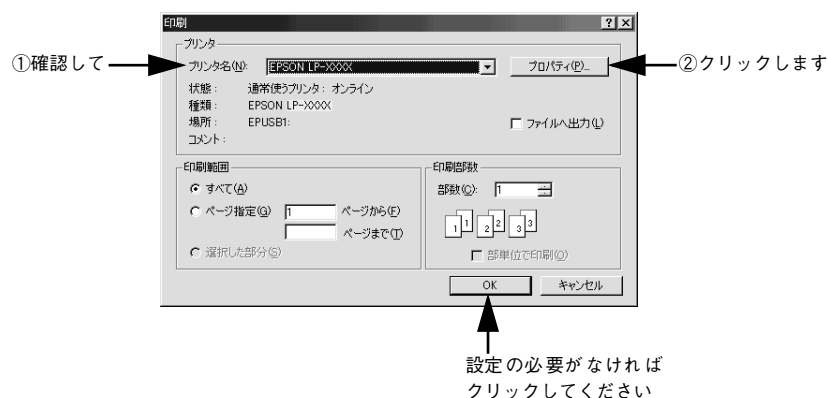 印刷
プリンタ
①確認して
プリンタ名(N): EPSON LP-XXXX プロパティ(P)...
②クリックします
状態： 通常使うプリンタ： オンライン
種類： EPSON LP-XXXX
場所： EPUSB1:
ファイルへ出力(L)
コメント：
印刷範囲
すべて(A)
ページ指定(G) 1 ページから(F)
ページまで(T)
選択した部分(S)
印刷部数
部数(C): 1
1 1 2 2 3 3
部単位で印刷(O)
OK キャンセル
設定の必要がなければ
クリックしてください